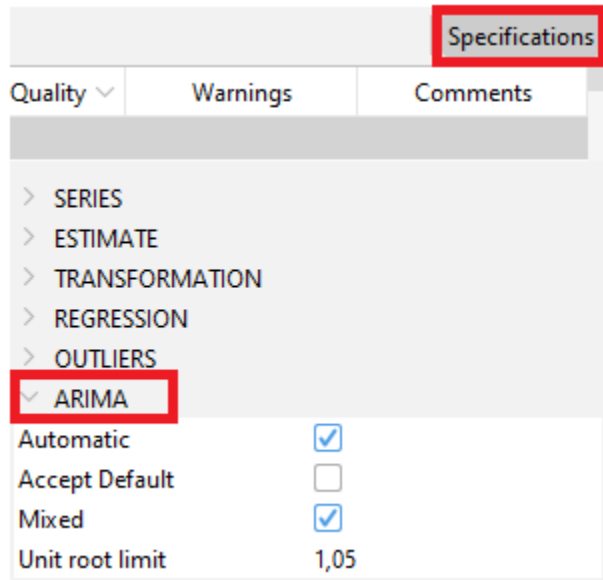 Specifications
Quality Warnings Comments
SERIES
ESTIMATE
TRANSFORMATION
REGRESSION
OUTLIERS
ARIMA
Automatic
Accept Default
Mixed
Unit root limit 1,05